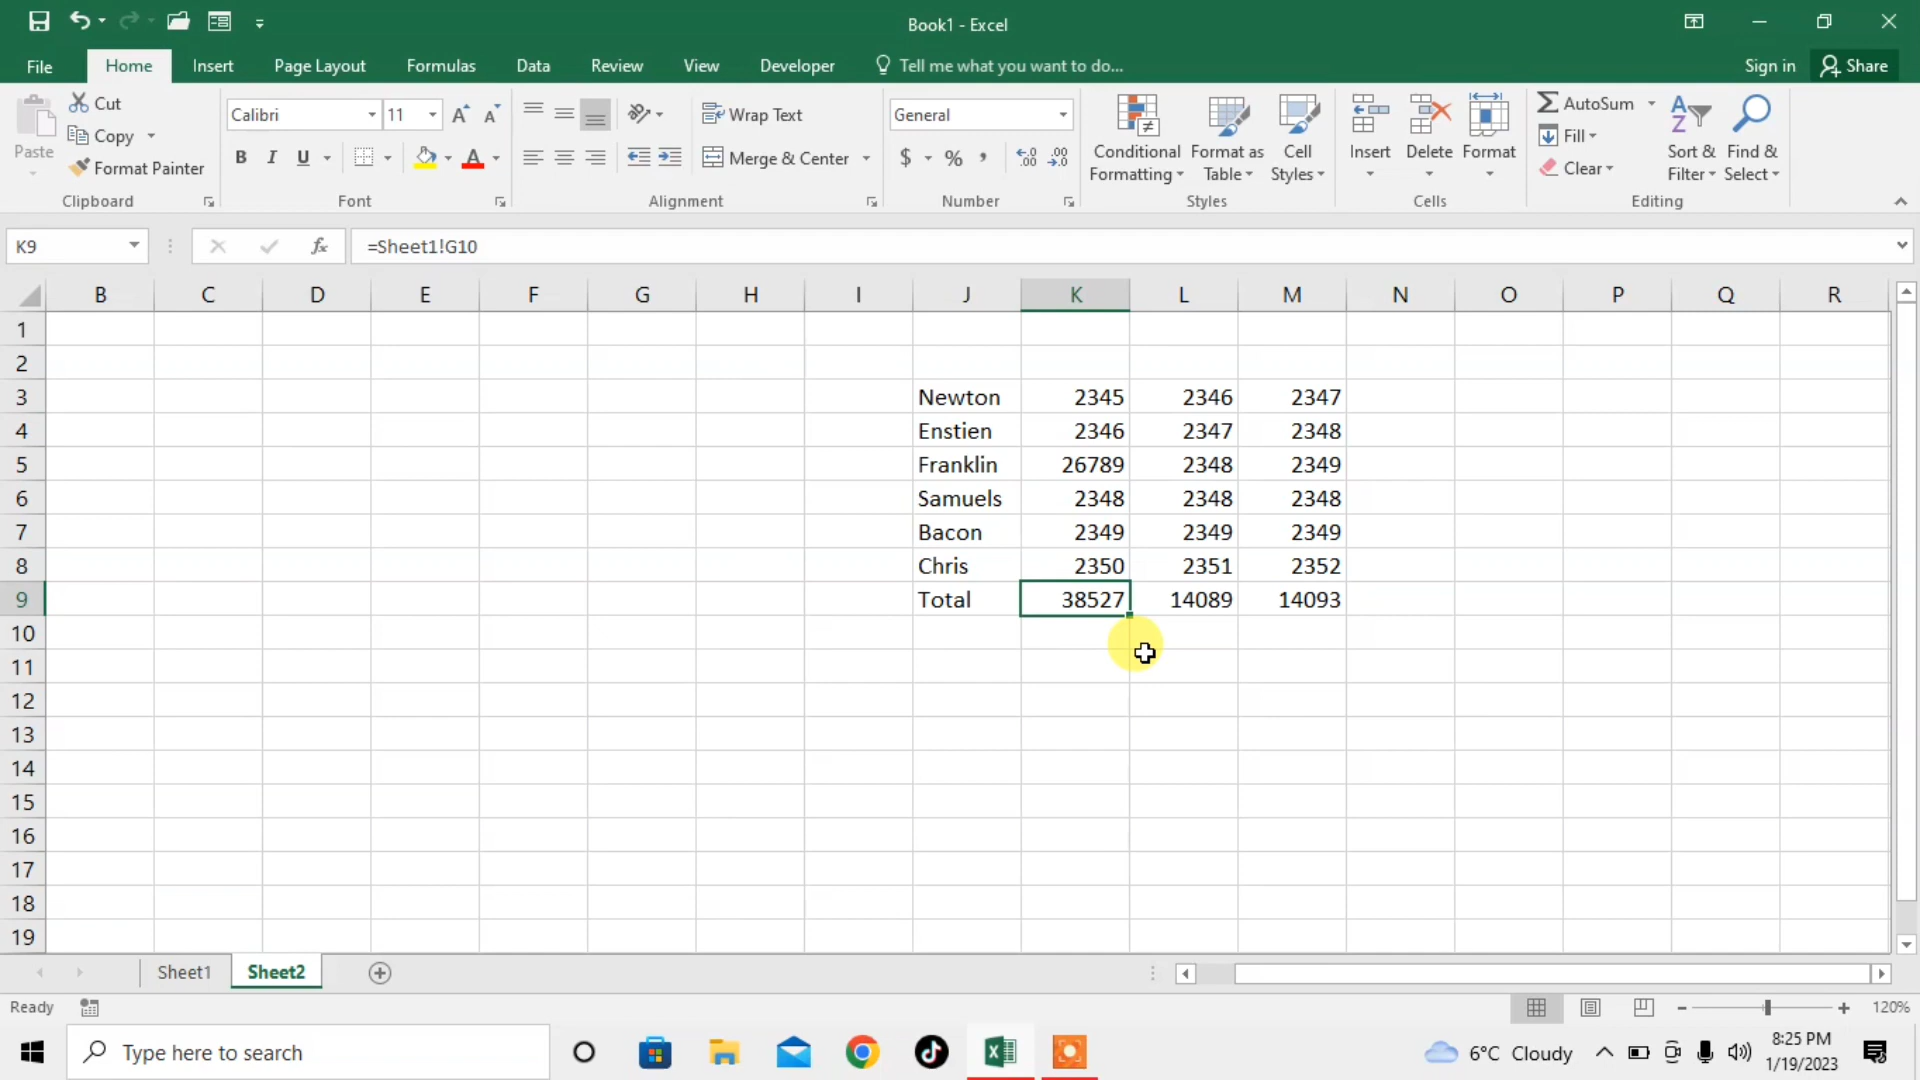 Book1 - Excel
File Home Insert Page Layout Formulas Data Review View Developer Tell me what you want to do... Sign in Share
Paste
Cut
Copy
Format Painter
Clipboard
Calibri 11
B I U A
Font
Wrap Text
Merge & Center
Alignment
General
$ % ,
Number
Conditional Formatting
Format as Table
Cell Styles
Styles
Insert Delete Format
Cells
AutoSum
Fill
Clear
Sort & Filter
Find & Select
Editing
K9 fx =Sheet1!G10
B C D E F G H I J K L M N O P Q R
1
2
3 Newton 2345 2346 2347
4 Enstien 2346 2347 2348
5 Franklin 26789 2348 2349
6 Samuels 2348 2348 2348
7 Bacon 2349 2349 2349
8 Chris 2350 2351 2352
9 Total 38527 14089 14093
10
11
12
13
14
15
16
17
18
19
Sheet1 Sheet2
Ready 120%
Type here to search 6°C Cloudy 8:25 PM
1/19/2023